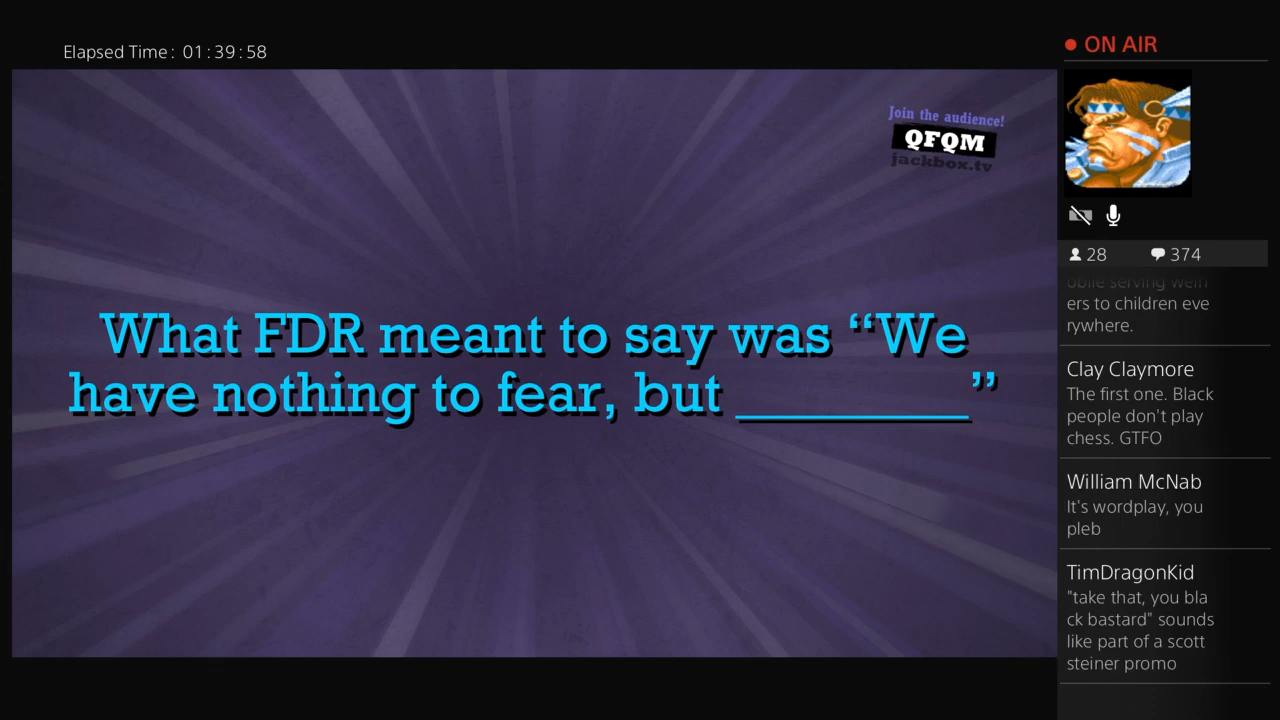 Elapsed Time: 01:39:58
ON AIR
Join the audience!
QFQM
jackbox.tv
What FDR meant to say was “We
have nothing to fear, but ________”
28
374
obile serving wein
ers to children eve
rywhere.
Clay Claymore
The first one. Black
people don't play
chess. GTFO
William McNab
It's wordplay, you
pleb
TimDragonKid
"take that, you bla
ck bastard" sounds
like part of a scott
steiner promo